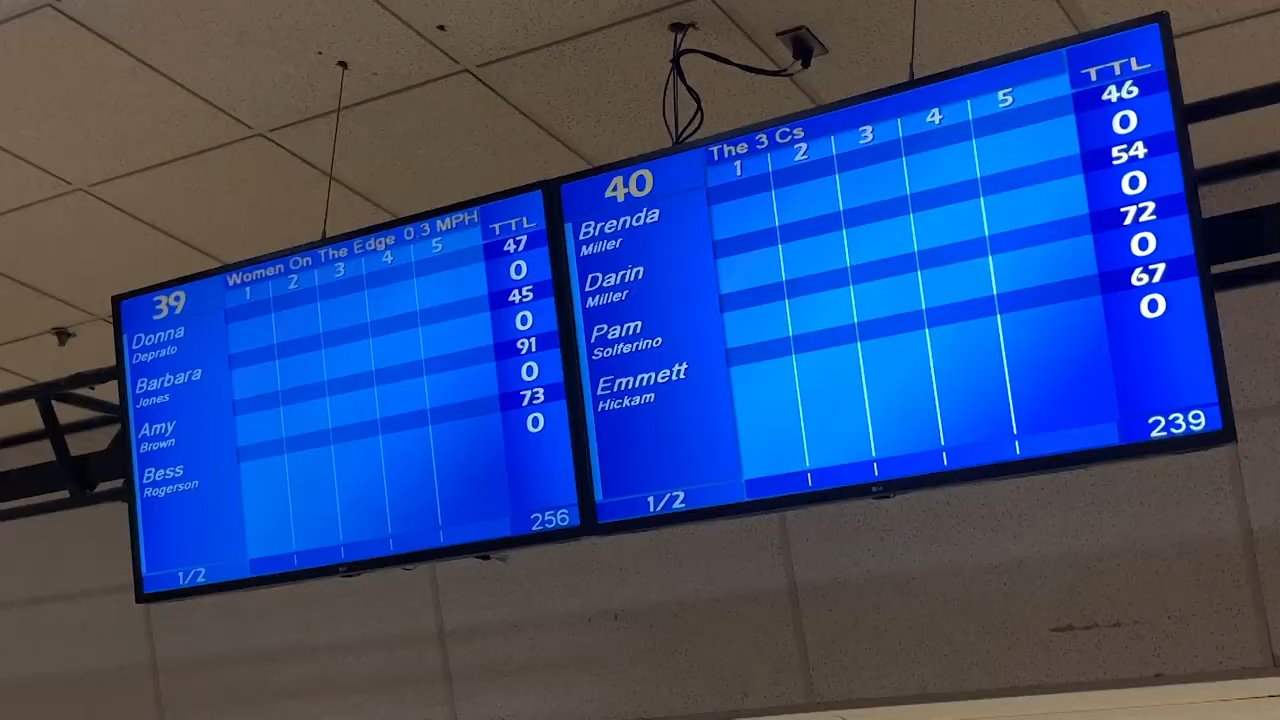 39
Women On The Edge 0.3 MPH
1 2 3 4 5 TTL
Donna
Deprato
47
0
Barbara
Jones
45
0
Amy
Brown
91
0
Bess
Rogerson
73
0
1/2
256
40
The 3 Cs
1 2 3 4 5 TTL
Brenda
Miller
46
0
Darin
Miller
54
0
Pam
Solferino
72
0
Emmett
Hickam
67
0
1/2
239